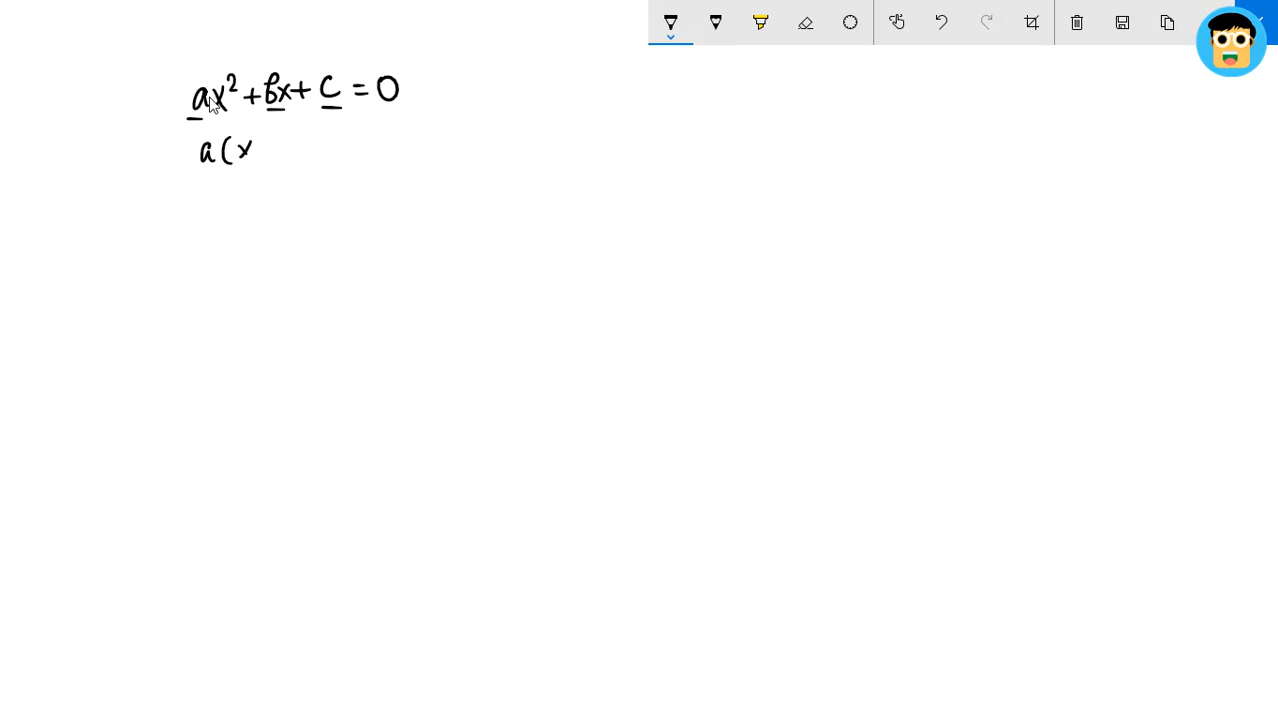 ax² + bx + c = 0
a(x